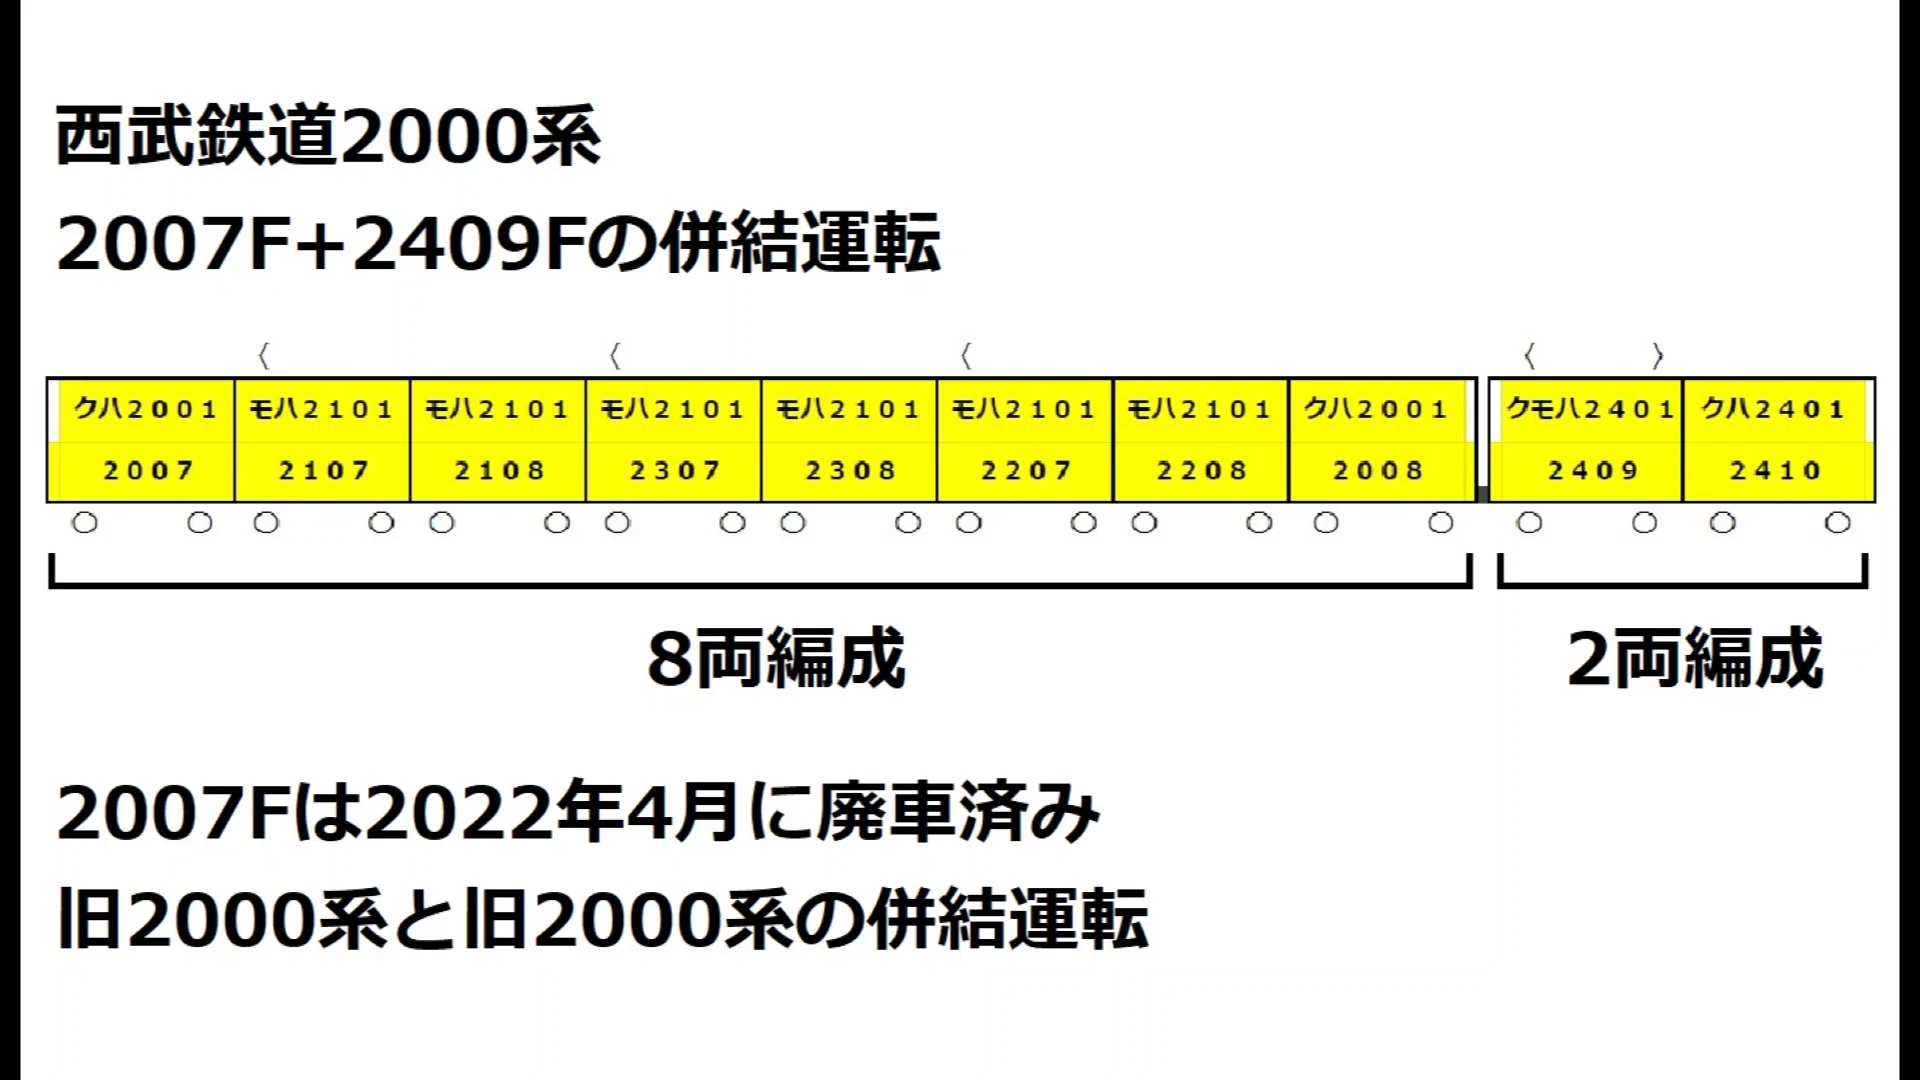 西武鉄道2000系
2007F+2409Fの併結運転
〈 〈 〈 〈 〉
クハ２００１ モハ２１０１ モハ２１０１ モハ２１０１ モハ２１０１ モハ２１０１ モハ２１０１ クハ２００１ クモハ２４０１ クハ２４０１
２００７ ２１０７ ２１０８ ２３０７ ２３０８ ２２０７ ２２０８ ２００８ ２４０９ ２４１０
○ ○ ○ ○ ○ ○ ○ ○ ○ ○ ○ ○ ○ ○ ○ ○ ○ ○ ○ ○
8両編成 2両編成
2007Fは2022年4月に廃車済み
旧2000系と旧2000系の併結運転